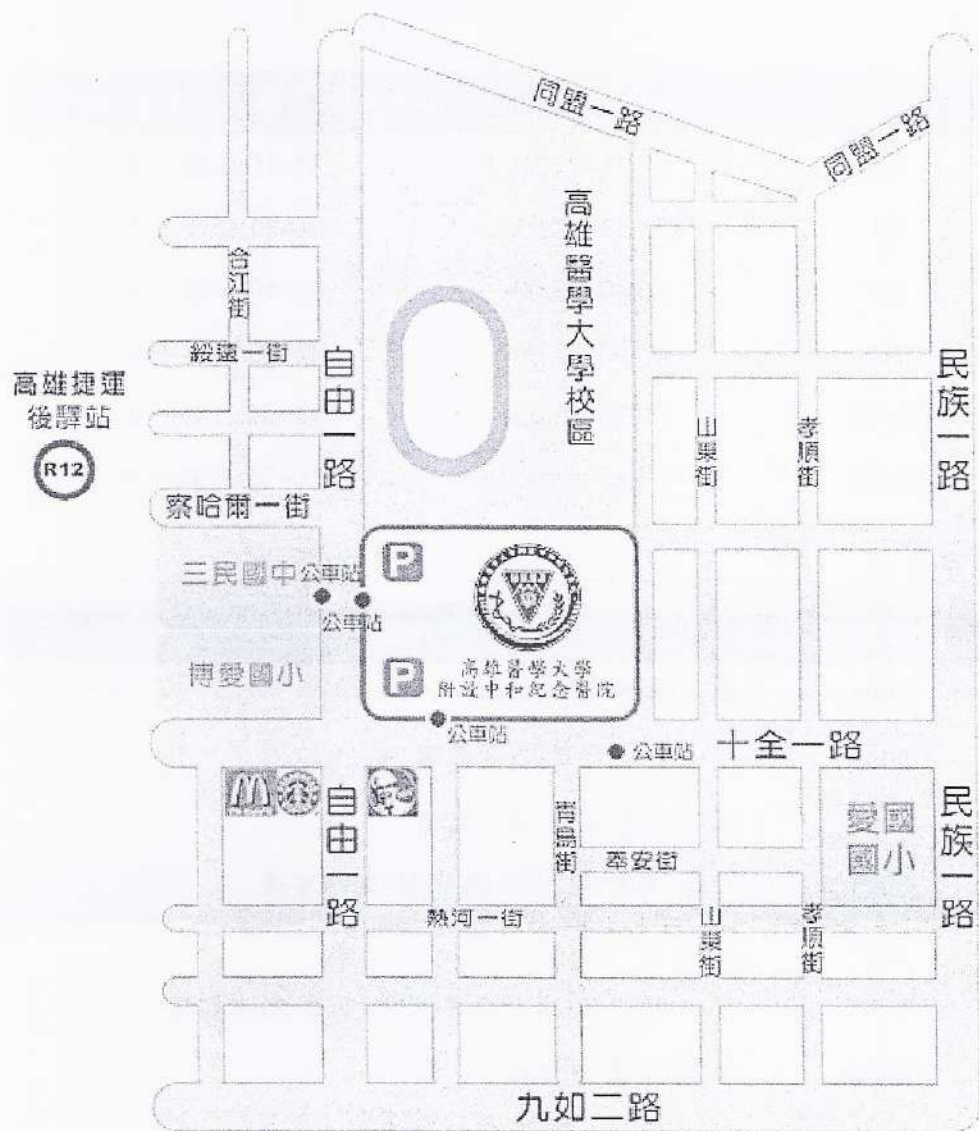 同盟一路
同盟一路
高雄醫學大學校區
合江街
綏遠一街
自由一路
民族一路
高雄捷運
後驛站
R12
山東街
孝順街
察哈爾一街
三民國中
公車站
公車站
P
博愛國小
P
高雄醫學大學
附設中和紀念醫院
公車站
公車站
十全一路
自由一路
青島街
奉安街
愛國
國小
民族一路
熱河一街
山東街
孝順街
九如二路